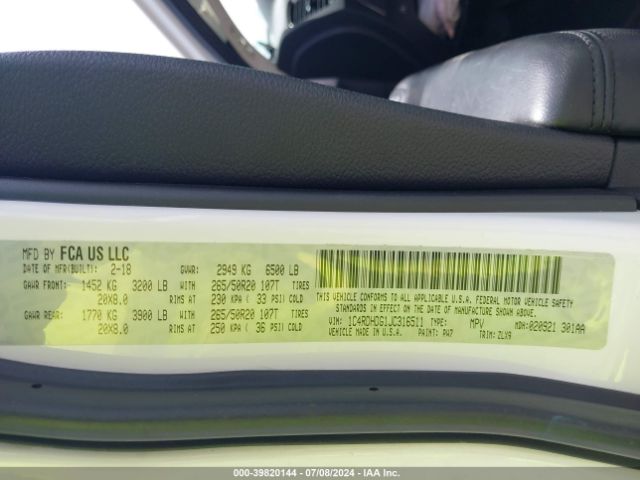 MFD BY FCA US LLC
DATE OF MFR(BUILT): 2-18 GVWR: 2949 KG 6500 LB
GAWR FRONT: 1452 KG 3200 LB WITH 265/50R20 107T TIRES
20X8.0 RIMS AT 230 KPA ( 33 PSI) COLD
GAWR REAR: 1770 KG 3900 LB WITH 265/50R20 107T TIRES
20X8.0 RIMS AT 250 KPA ( 36 PSI) COLD
THIS VEHICLE CONFORMS TO ALL APPLICABLE U.S.A. FEDERAL MOTOR VEHICLE SAFETY
STANDARDS IN EFFECT ON THE DATE OF MANUFACTURE SHOWN ABOVE.
VIN: 1C4RDHDG1JC316511 TYPE: MPV MDH: 020921 301AA
VEHICLE MADE IN U.S.A. PAINT: PW7 TRIM: ZLX9
000-39820144 - 07/08/2024 - IAA Inc.